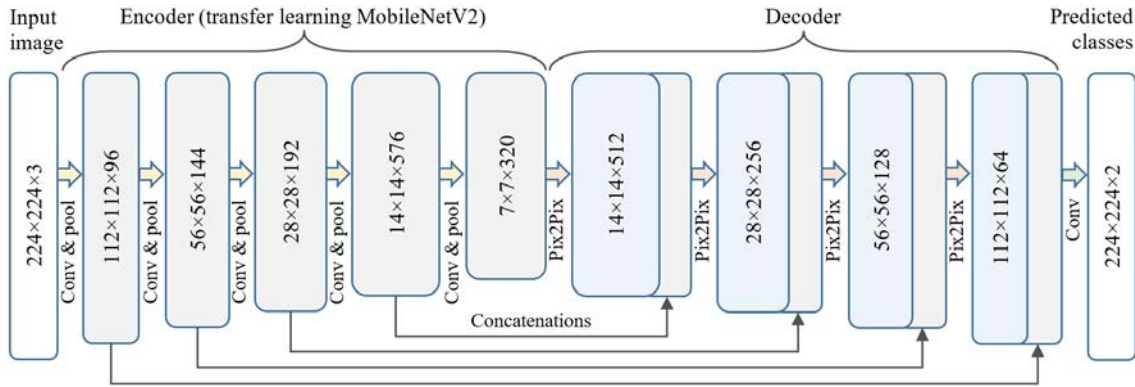 Input
image
Encoder (transfer learning MobileNetV2)
Decoder
Predicted
classes
224×224×3
Conv & pool
112×112×96
Conv & pool
56×56×144
Conv & pool
28×28×192
Conv & pool
14×14×576
Conv & pool
7×7×320
Pix2Pix
14×14×512
Pix2Pix
28×28×256
Pix2Pix
56×56×128
Pix2Pix
112×112×64
Conv
224×224×2
Concatenations